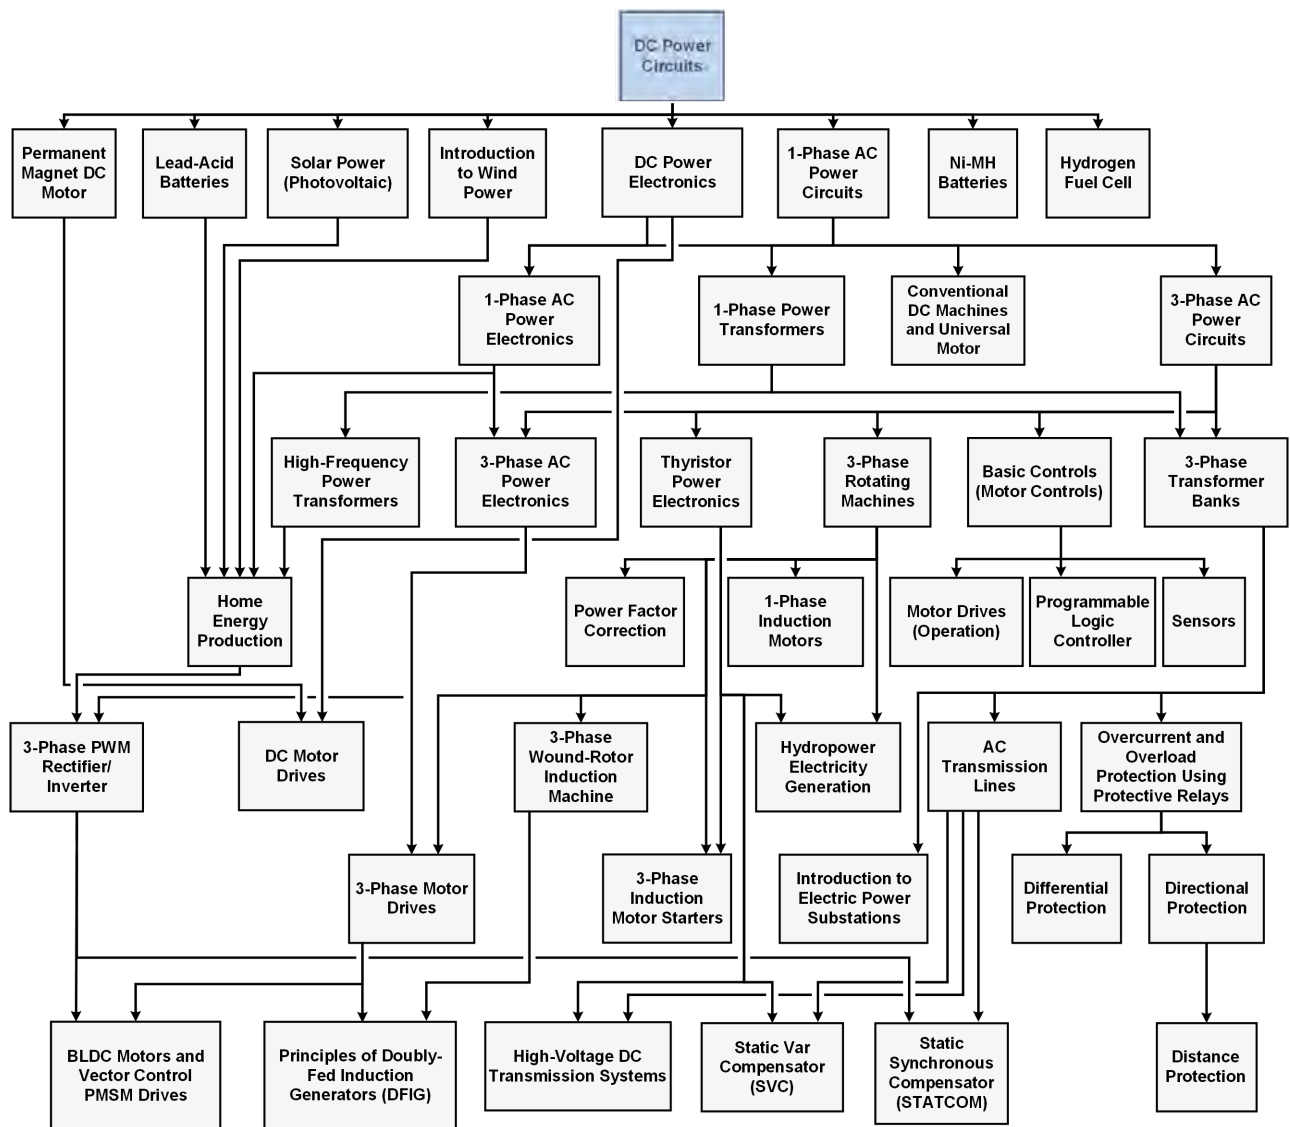 DC Power
Circuits
Permanent
Magnet DC
Motor
Lead-Acid
Batteries
Solar Power
(Photovoltaic)
Introduction
to Wind
Power
DC Power
Electronics
1-Phase AC
Power
Circuits
Ni-MH
Batteries
Hydrogen
Fuel Cell
1-Phase AC
Power
Electronics
1-Phase Power
Transformers
Conventional
DC Machines
and Universal
Motor
3-Phase AC
Power
Circuits
High-Frequency
Power
Transformers
3-Phase AC
Power
Electronics
Thyristor
Power
Electronics
3-Phase
Rotating
Machines
Basic Controls
(Motor Controls)
3-Phase
Transformer
Banks
Home
Energy
Production
Power Factor
Correction
1-Phase
Induction
Motors
Motor Drives
(Operation)
Programmable
Logic
Controller
Sensors
3-Phase PWM
Rectifier/
Inverter
DC Motor
Drives
3-Phase
Wound-Rotor
Induction
Machine
Hydropower
Electricity
Generation
AC
Transmission
Lines
Overcurrent and
Overload
Protection Using
Protective Relays
3-Phase Motor
Drives
3-Phase
Induction
Motor Starters
Introduction to
Electric Power
Substations
Differential
Protection
Directional
Protection
BLDC Motors and
Vector Control
PMSM Drives
Principles of Doubly-
Fed Induction
Generators (DFIG)
High-Voltage DC
Transmission Systems
Static Var
Compensator
(SVC)
Static
Synchronous
Compensator
(STATCOM)
Distance
Protection